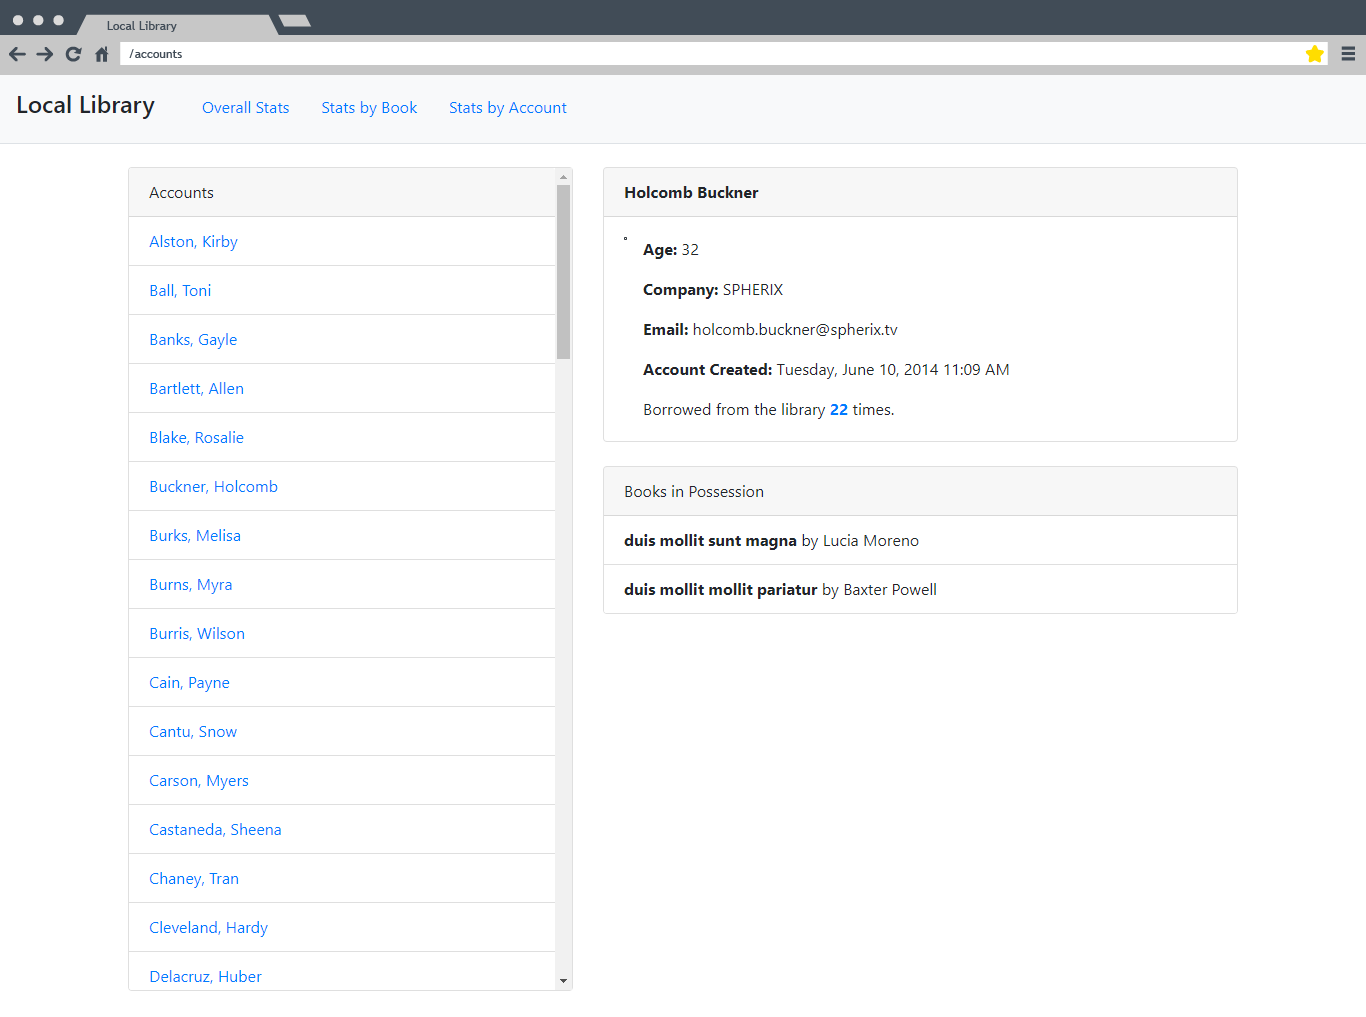 Local Library
/accounts
Local Library
Overall Stats
Stats by Book
Stats by Account
Accounts
Alston, Kirby
Ball, Toni
Banks, Gayle
Bartlett, Allen
Blake, Rosalie
Buckner, Holcomb
Burks, Melisa
Burns, Myra
Burris, Wilson
Cain, Payne
Cantu, Snow
Carson, Myers
Castaneda, Sheena
Chaney, Tran
Cleveland, Hardy
Delacruz, Huber
Holcomb Buckner
Age: 32
Company: SPHERIX
Email: holcomb.buckner@spherix.tv
Account Created: Tuesday, June 10, 2014 11:09 AM
Borrowed from the library 22 times.
Books in Possession
duis mollit sunt magna by Lucia Moreno
duis mollit mollit pariatur by Baxter Powell